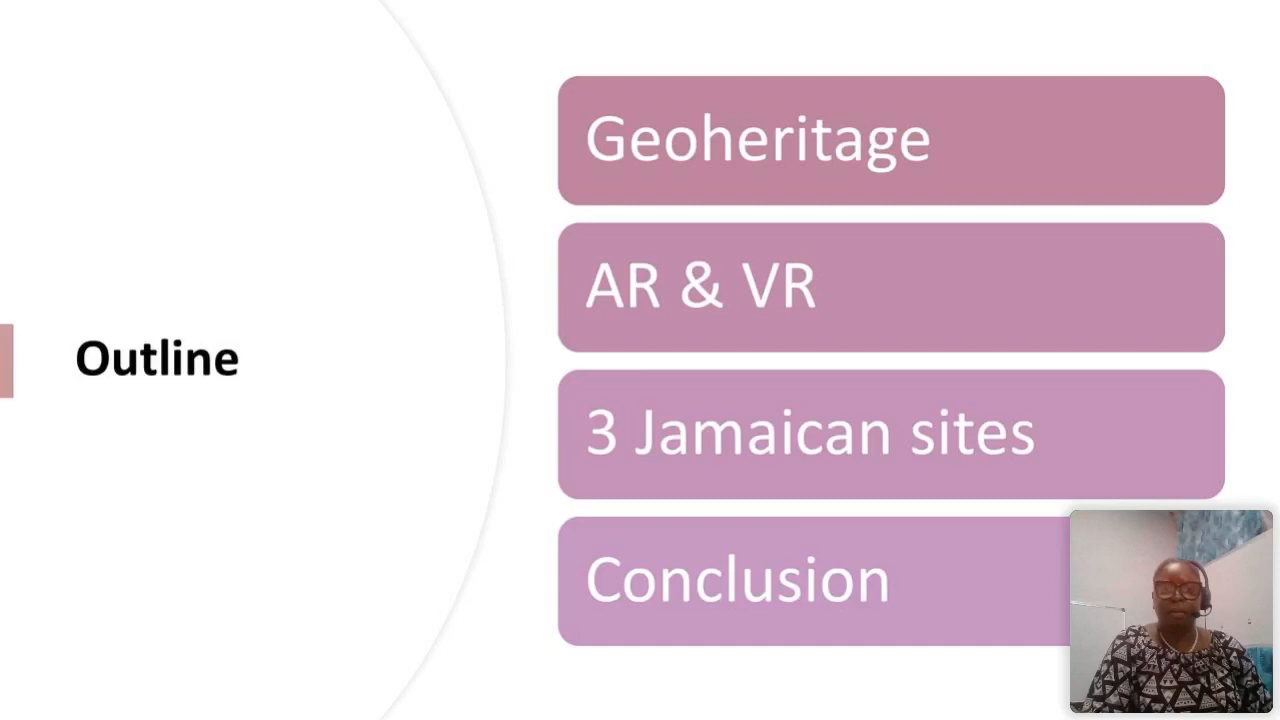 Outline
Geoheritage
AR & VR
3 Jamaican sites
Conclusion